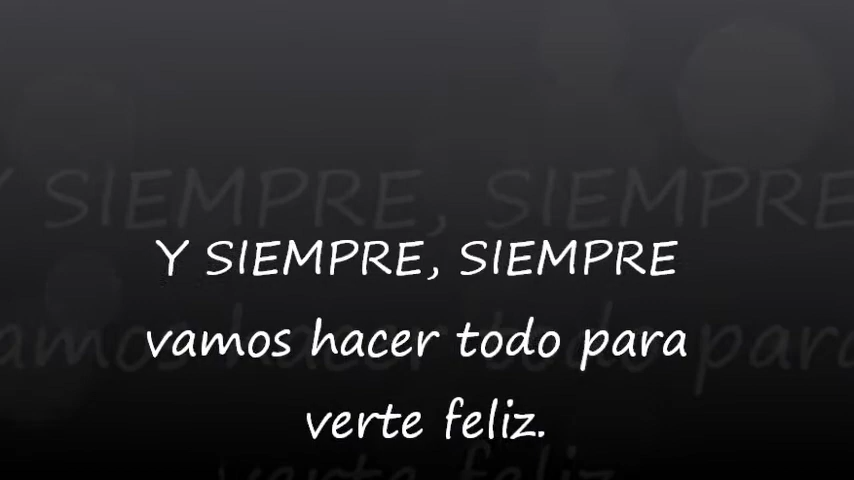 Y SIEMPRE, SIEMPRE
vamos hacer todo para
verte feliz.